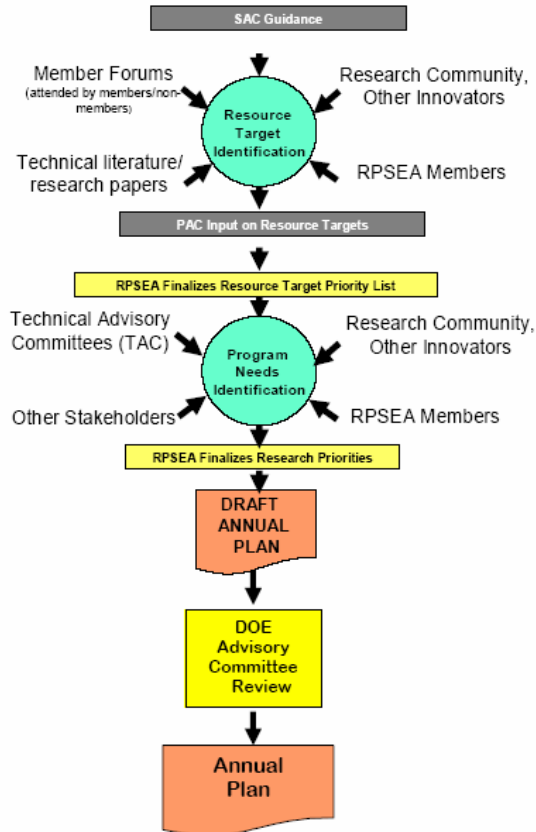 SAC Guidance
Member Forums
(attended by members/non-
members)
Research Community,
Other Innovators
Resource
Target
Identification
Technical literature/
research papers
RPSEA Members
PAC Input on Resource Targets
RPSEA Finalizes Resource Target Priority List
Technical Advisory
Committees (TAC)
Research Community,
Other Innovators
Program
Needs
Identification
Other Stakeholders
RPSEA Members
RPSEA Finalizes Research Priorities
DRAFT
ANNUAL
PLAN
DOE
Advisory
Committee
Review
Annual
Plan